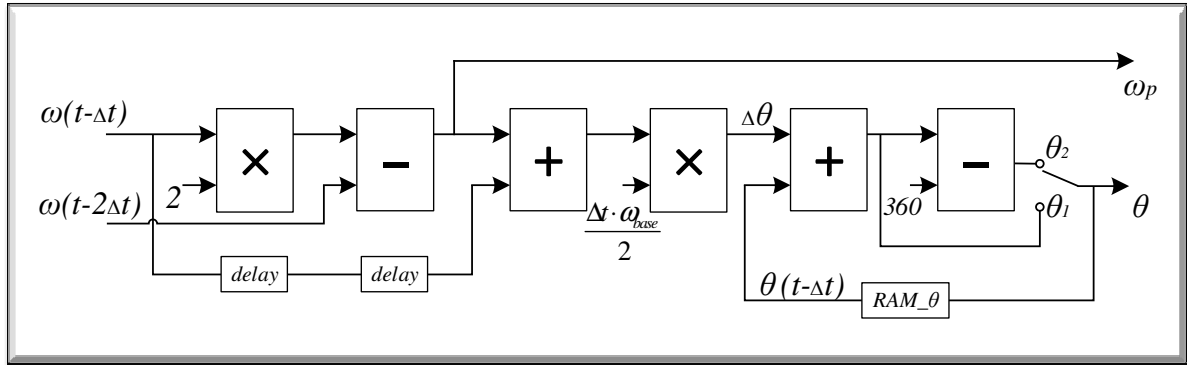 ωp
ω(t-Δt)
×
-
+
×
Δθ
+
-
θ2
2
ω(t-2Δt)
Δt·ωbase
2
360
θ1
θ
delay
delay
θ(t-Δt)
RAM_θ